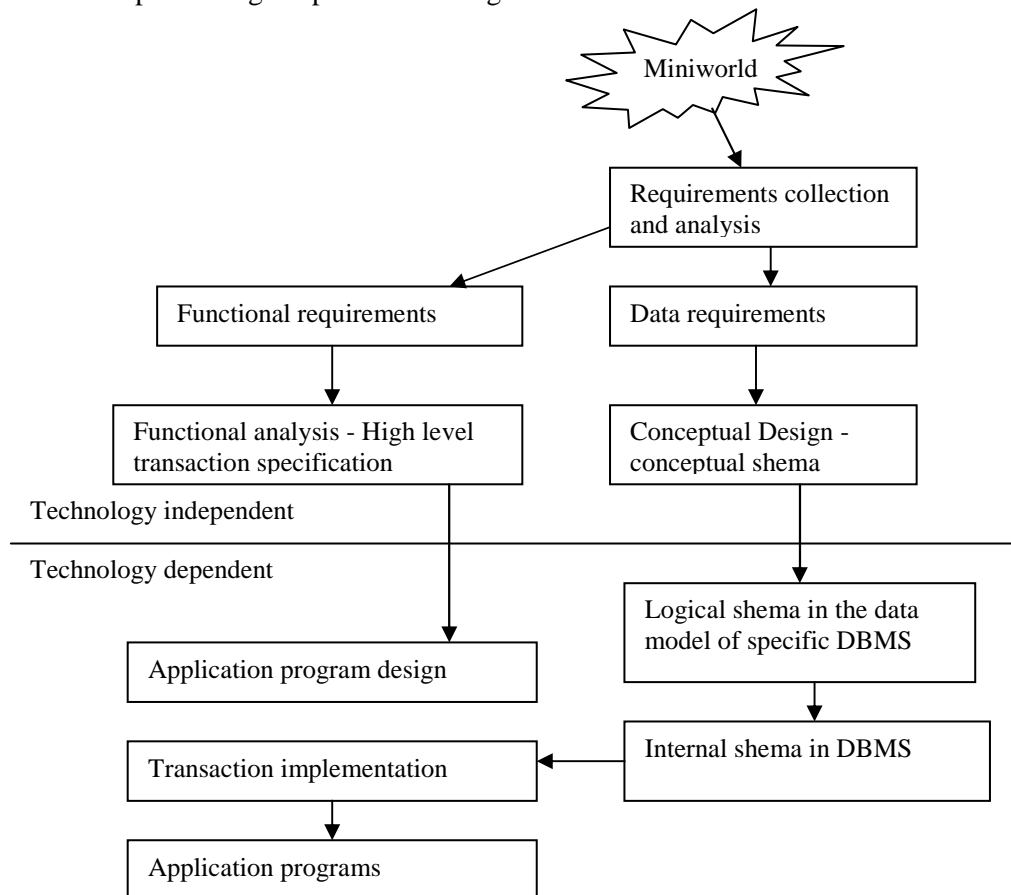 Miniworld
Requirements collection
and analysis
Functional requirements
Data requirements
Functional analysis - High level
transaction specification
Conceptual Design -
conceptual shema
Technology independent
Technology dependent
Logical shema in the data
model of specific DBMS
Application program design
Internal shema in DBMS
Transaction implementation
Application programs